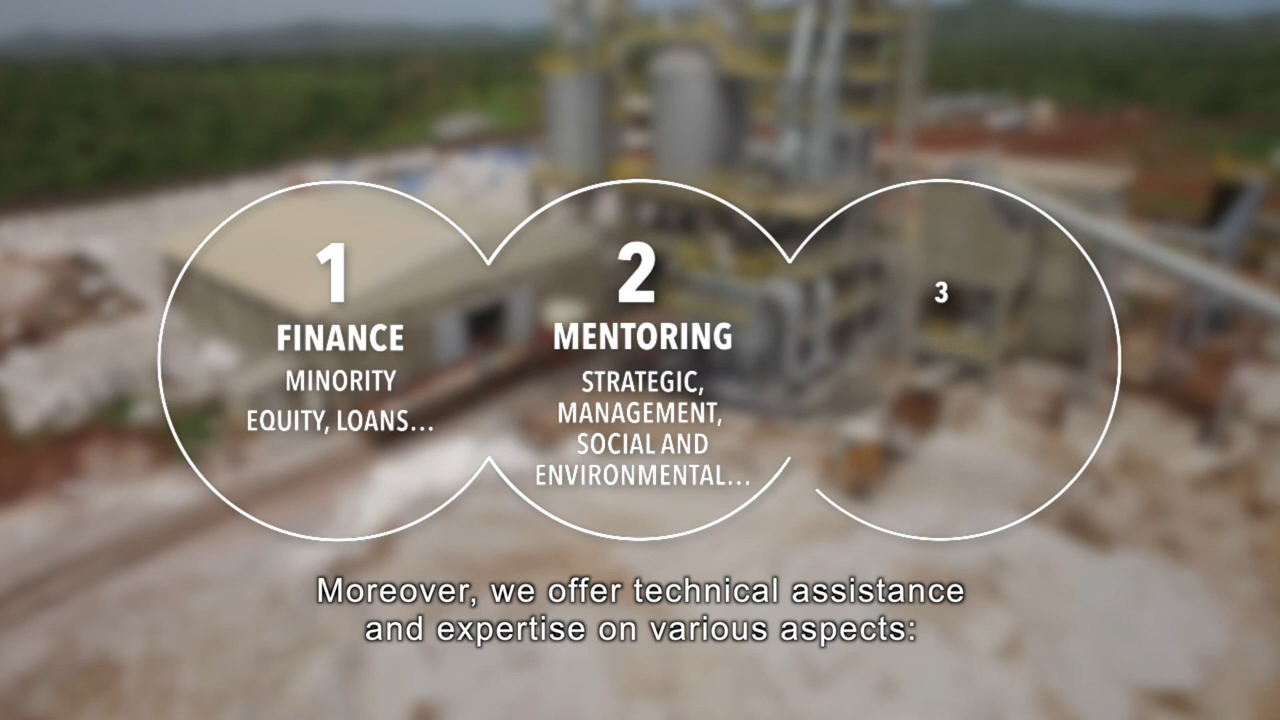 1
FINANCE
MINORITY
EQUITY, LOANS...
2
MENTORING
STRATEGIC,
MANAGEMENT,
SOCIAL AND
ENVIRONMENTAL...
3
Moreover, we offer technical assistance
and expertise on various aspects: